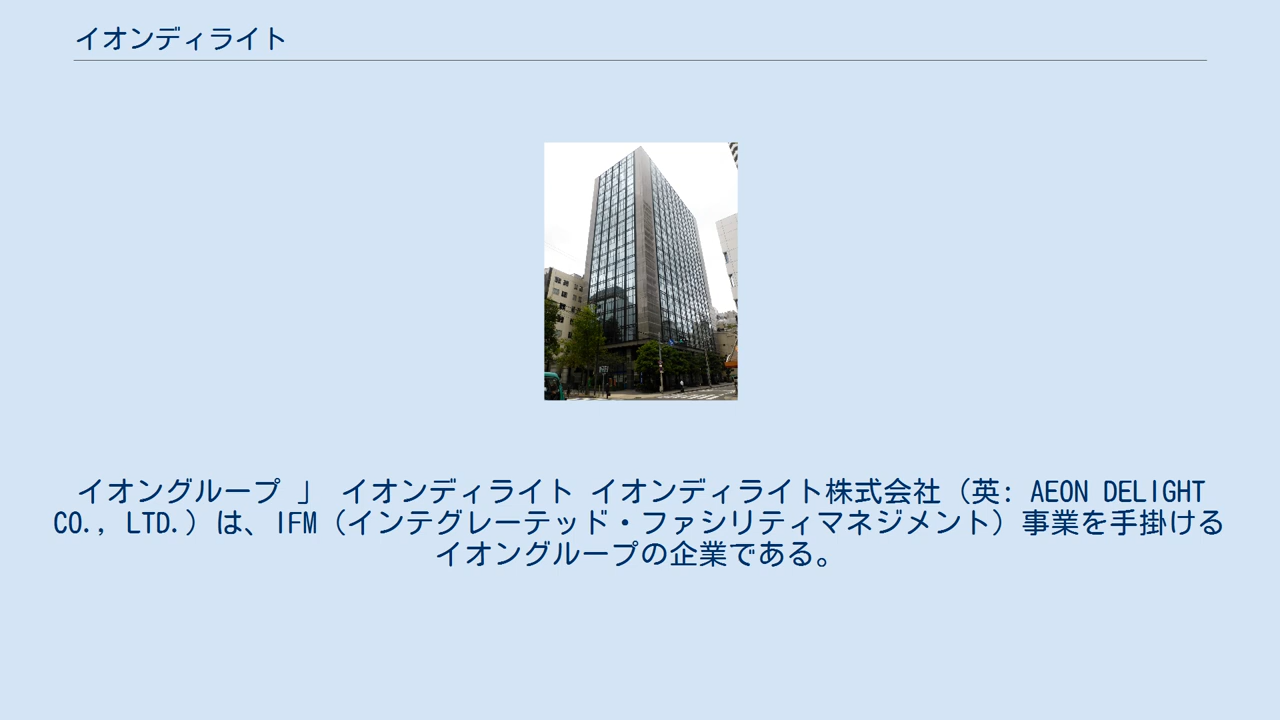 イオンディライト
イオングループ 」 イオンディライト イオンディライト株式会社（英: AEON DELIGHT
CO., LTD.）は、IFM（インテグレーテッド・ファシリティマネジメント）事業を手掛ける
イオングループの企業である。